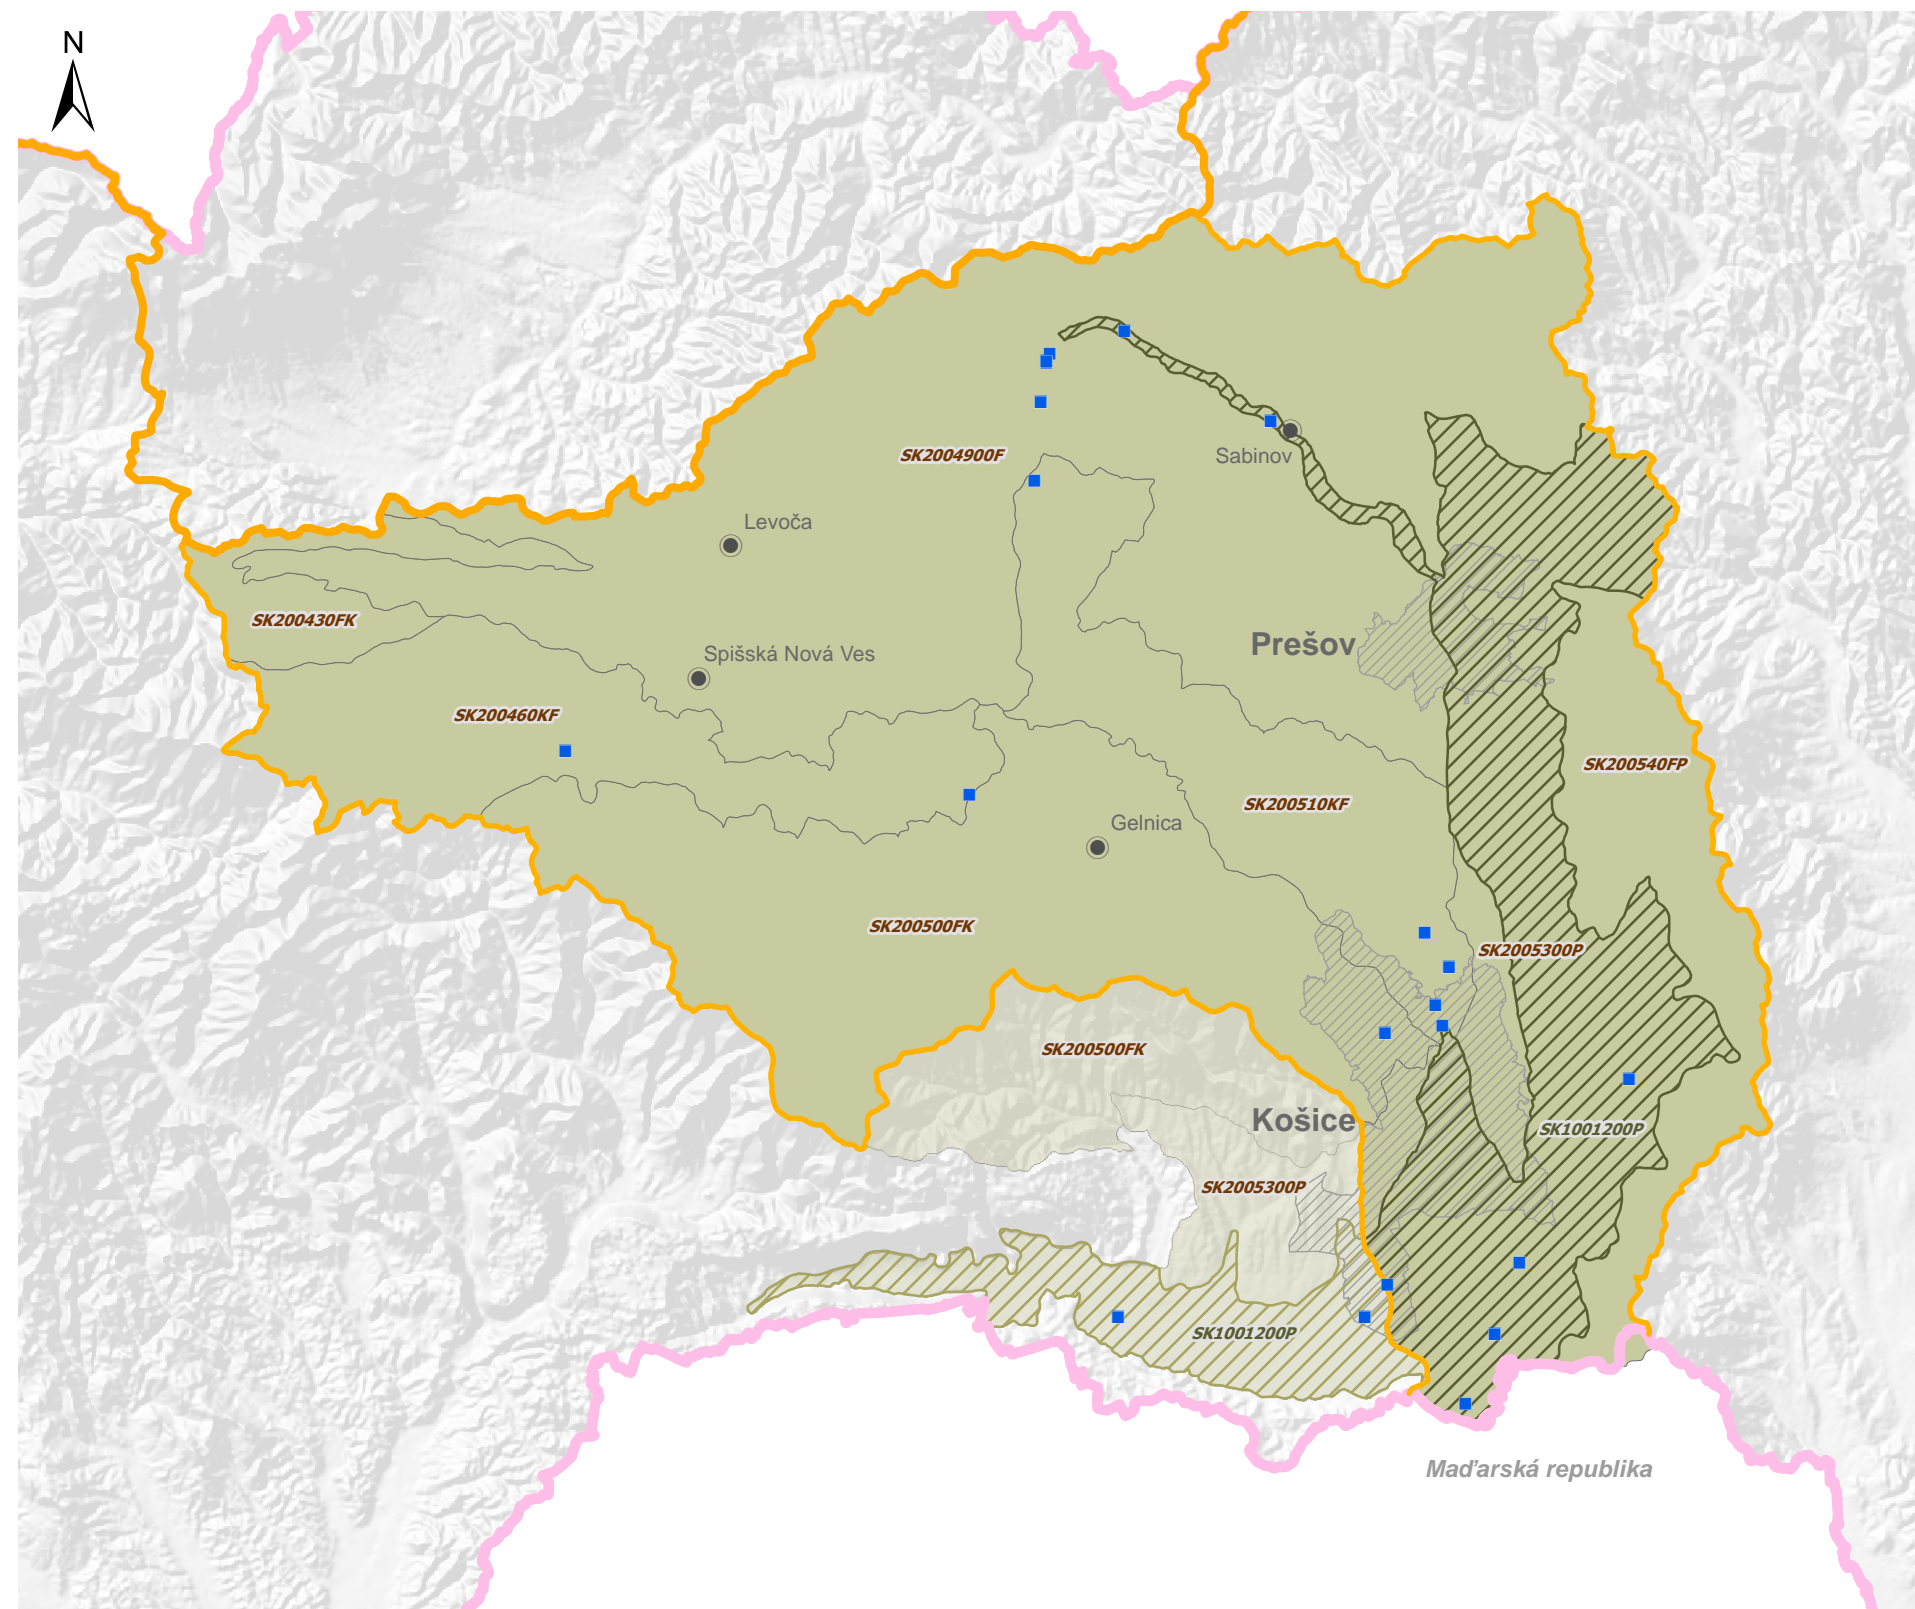 N
SK2004900F
Sabinov
Levoča
SK200430FK
Prešov
Spišská Nová Ves
SK200460KF
SK200540FP
SK200510KF
Gelnica
SK200500FK
SK2005300P
SK200500FK
Košice
SK1001200P
SK2005300P
SK1001200P
Maďarská republika